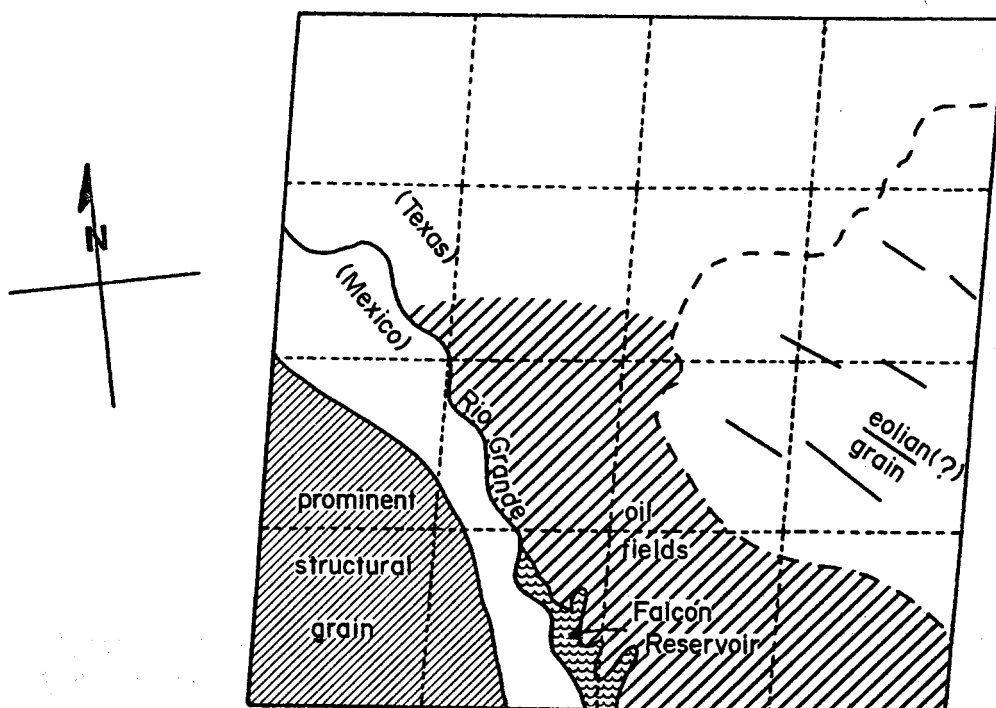 N
(Texas)
(Mexico)
Rio Grande
eolian(?)
grain
prominent
structural
grain
oil
fields
Falcon
Reservoir